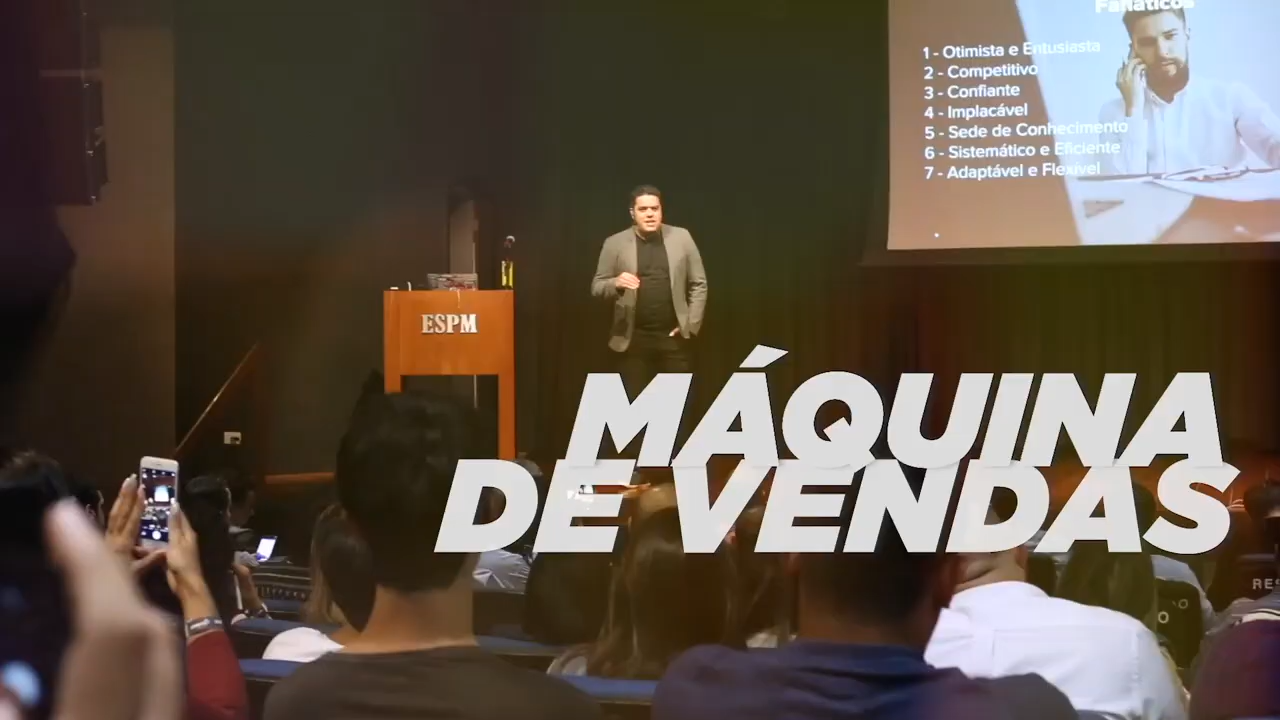 Fanáticos
1 - Otimista e Entusiasta
2 - Competitivo
3 - Confiante
4 - Implacável
5 - Sede de Conhecimento
6 - Sistemático e Eficiente
7 - Adaptável e Flexível
ESPM
MÁQUINA
DE VENDAS